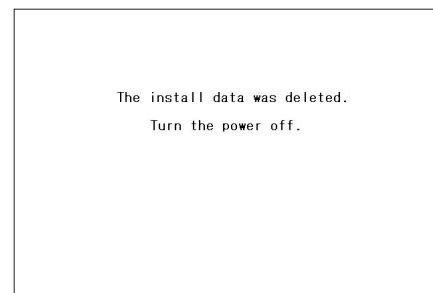 The install data was deleted.
Turn the power off.